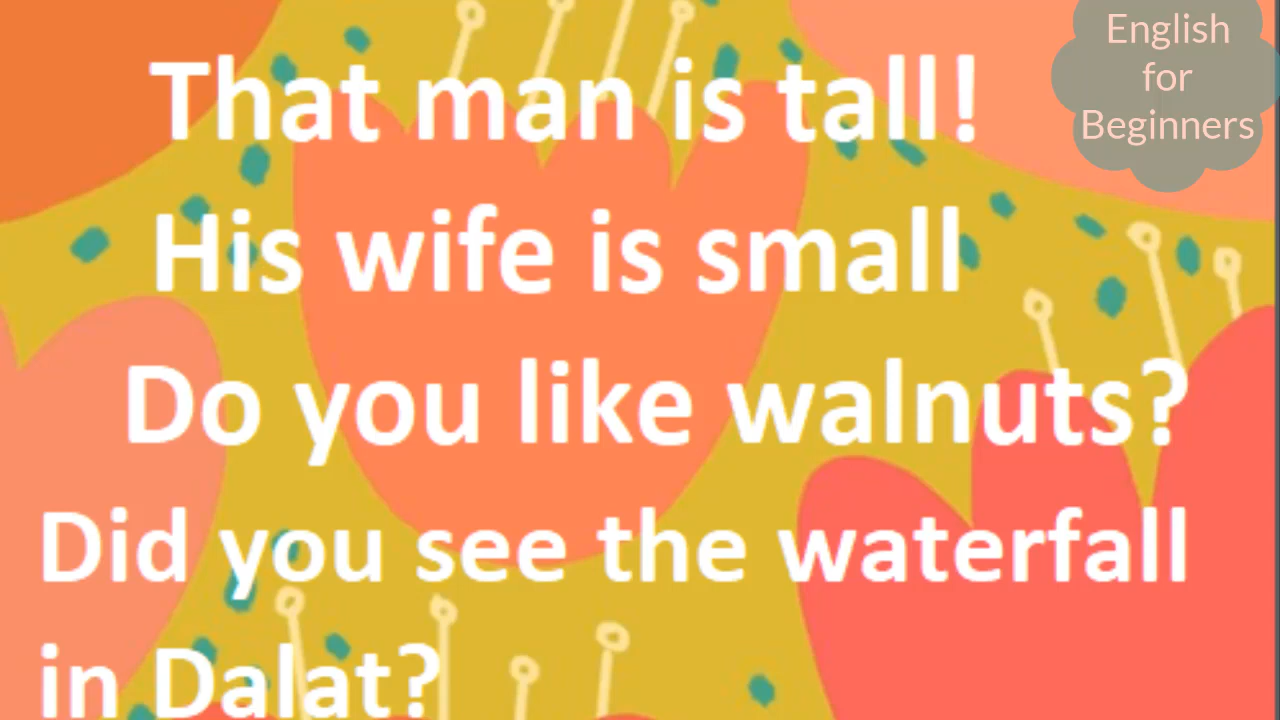 That man is tall!
His wife is small
Do you like walnuts?
Did you see the waterfall
in Dalat?
English
for
Beginners